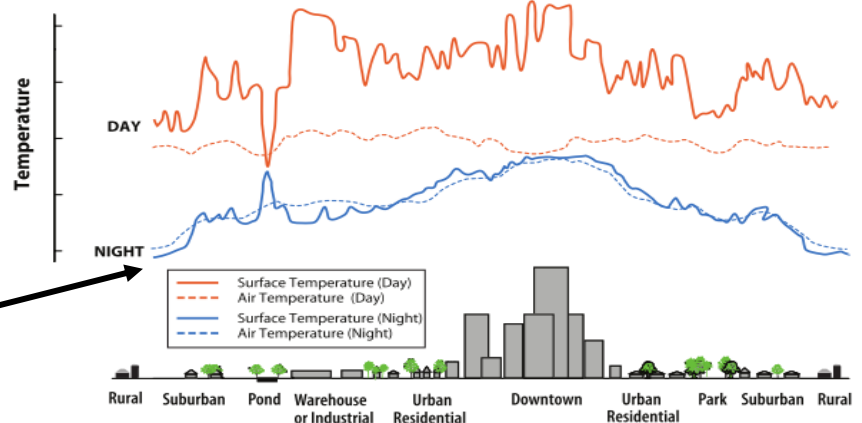 Temperature
DAY
NIGHT
Surface Temperature (Day)
Air Temperature (Day)
Surface Temperature (Night)
Air Temperature (Night)
Rural
Suburban
Pond
Warehouse
or Industrial
Urban
Residential
Downtown
Urban
Residential
Park
Suburban
Rural